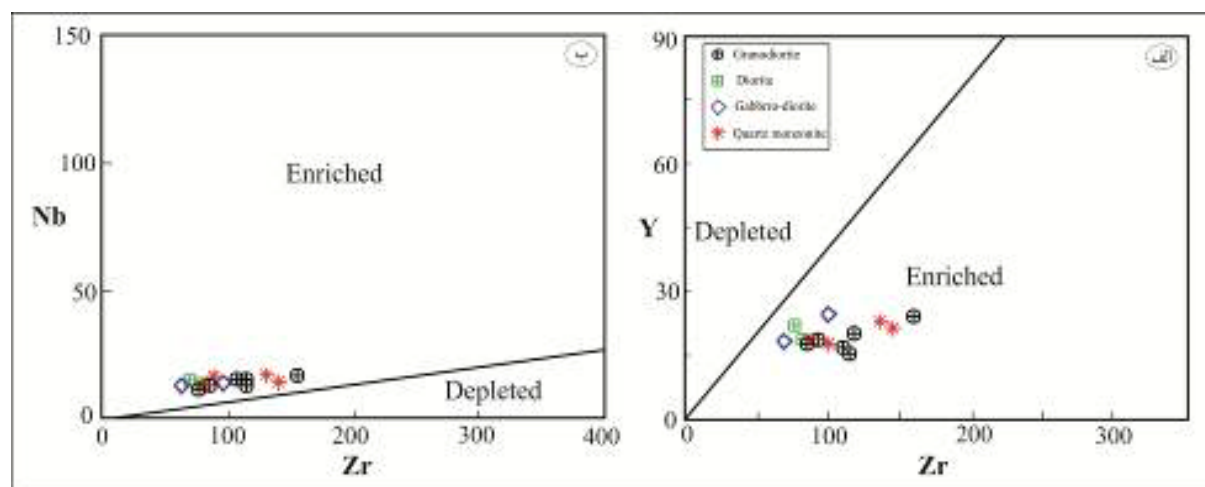 150
100
50
0
Nb
ب
Enriched
Depleted
0
100
200
300
400
Zr
90
60
30
0
Y
الف
Granodiorite
Diorite
Gabbro-diorite
Quartz monzonite
Depleted
Enriched
0
100
200
300
Zr